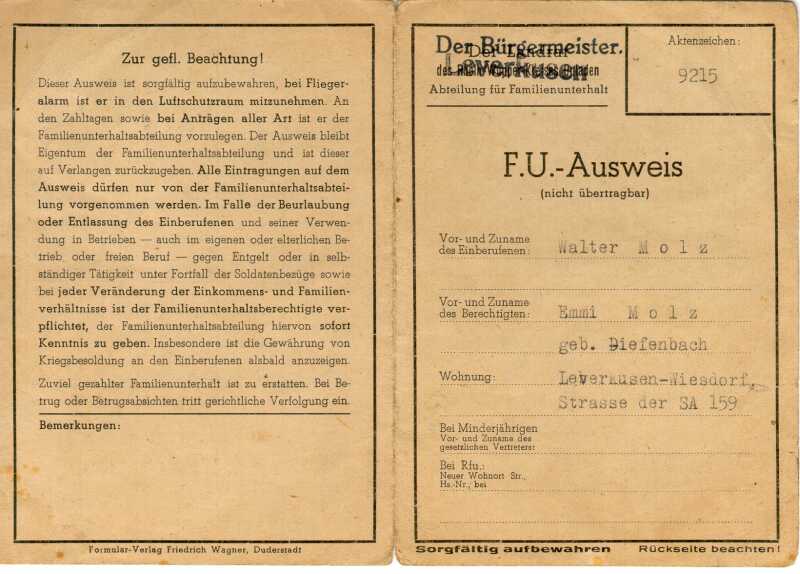 Zur gefl. Beachtung!
Dieser Ausweis ist sorgfältig aufzubewahren, bei Flieger-
alarm ist er in den Luftschutzraum mitzunehmen. An
den Zahltagen sowie bei Anträgen aller Art ist er der
Familienunterhaltsabteilung vorzulegen. Der Ausweis bleibt
Eigentum der Familienunterhaltsabteilung und ist dieser
auf Verlangen zurückzugeben. Alle Eintragungen auf dem
Ausweis dürfen nur von der Familienunterhaltsabtei-
lung vorgenommen werden. Im Falle der Beurlaubung
oder Entlassung des Einberufenen und seiner Verwen-
dung in Betrieben — auch im eigenen oder elterlichen Be-
trieb oder freien Beruf — gegen Entgelt oder in selb-
ständiger Tätigkeit unter Fortfall der Soldatenbezüge sowie
bei jeder Veränderung der Einkommens- und Familien-
verhältnisse ist der Familienunterhaltsberechtigte ver-
pflichtet, der Familienunterhaltsabteilung hiervon sofort
Kenntnis zu geben. Insbesondere ist die Gewährung von
Kriegsbesoldung an den Einberufenen alsbald anzuzeigen.
Zuviel gezahlter Familienunterhalt ist zu erstatten. Bei Be-
trug oder Betrugsabsichten tritt gerichtliche Verfolgung ein.
Bemerkungen:
Formular-Verlag Friedrich Wagner, Duderstadt
Der Bürgermeister.
Der Landrat
des
Leverkusen
Abteilung für Familienunterhalt
Aktenzeichen:
9215
F.U.-Ausweis
(nicht übertragbar)
Vor- und Zuname
des Einberufenen: Walter Molz
Vor- und Zuname
des Berechtigten: Emmi Molz
geb. Diefenbach
Wohnung: Leverkusen-Wiesdorf,
Strasse der SA 159
Bei Minderjährigen
Vor- und Zuname des
gesetzlichen Vertreters:
Bei Rfu.:
Neuer Wohnort Str.,
Hs.-Nr., bei
Sorgfältig aufbewahren Rückseite beachten!